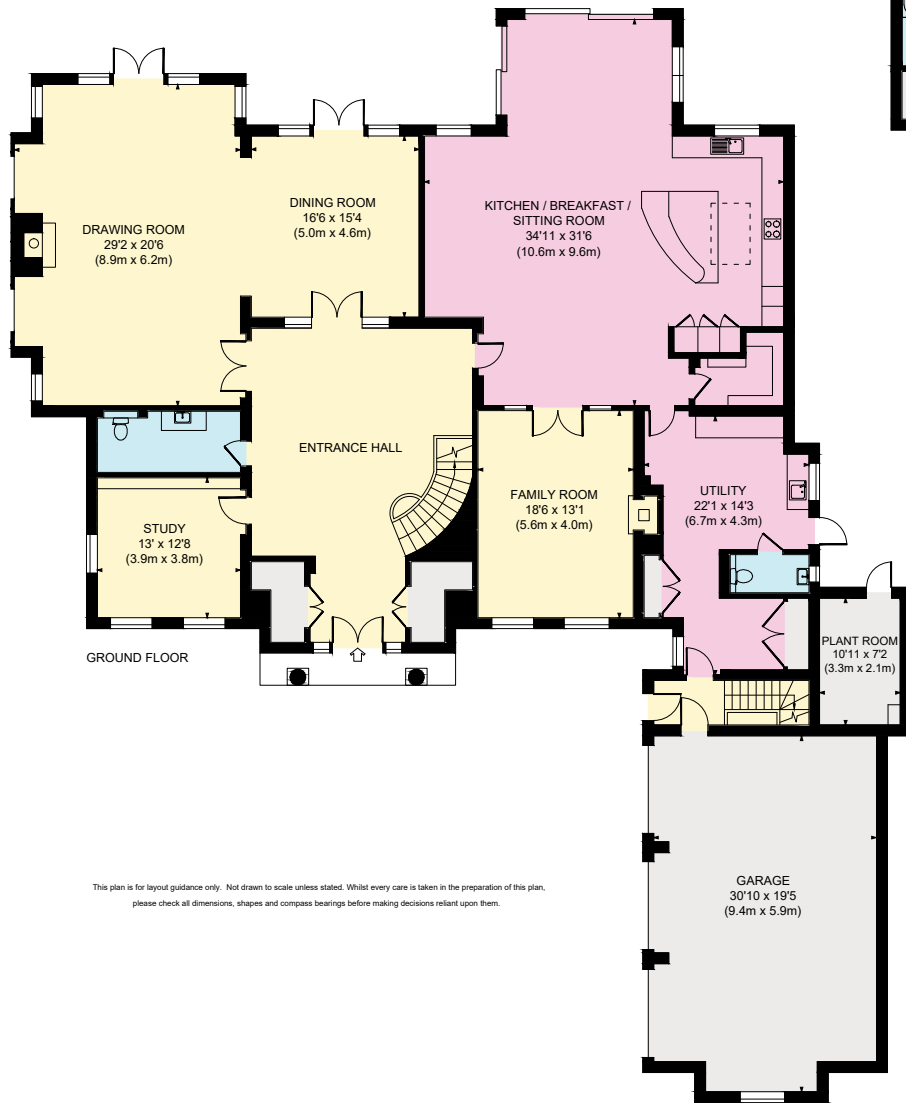 DRAWING ROOM
29'2 x 20'6
(8.9m x 6.2m)
DINING ROOM
16'6 x 15'4
(5.0m x 4.6m)
KITCHEN / BREAKFAST /
SITTING ROOM
34'11 x 31'6
(10.6m x 9.6m)
ENTRANCE HALL
STUDY
13' x 12'8
(3.9m x 3.8m)
FAMILY ROOM
18'6 x 13'1
(5.6m x 4.0m)
UTILITY
22'1 x 14'3
(6.7m x 4.3m)
PLANT ROOM
10'11 x 7'2
(3.3m x 2.1m)
GROUND FLOOR
GARAGE
30'10 x 19'5
(9.4m x 5.9m)
This plan is for layout guidance only. Not drawn to scale unless stated. Whilst every care is taken in the preparation of this plan,
please check all dimensions, shapes and compass bearings before making decisions reliant upon them.